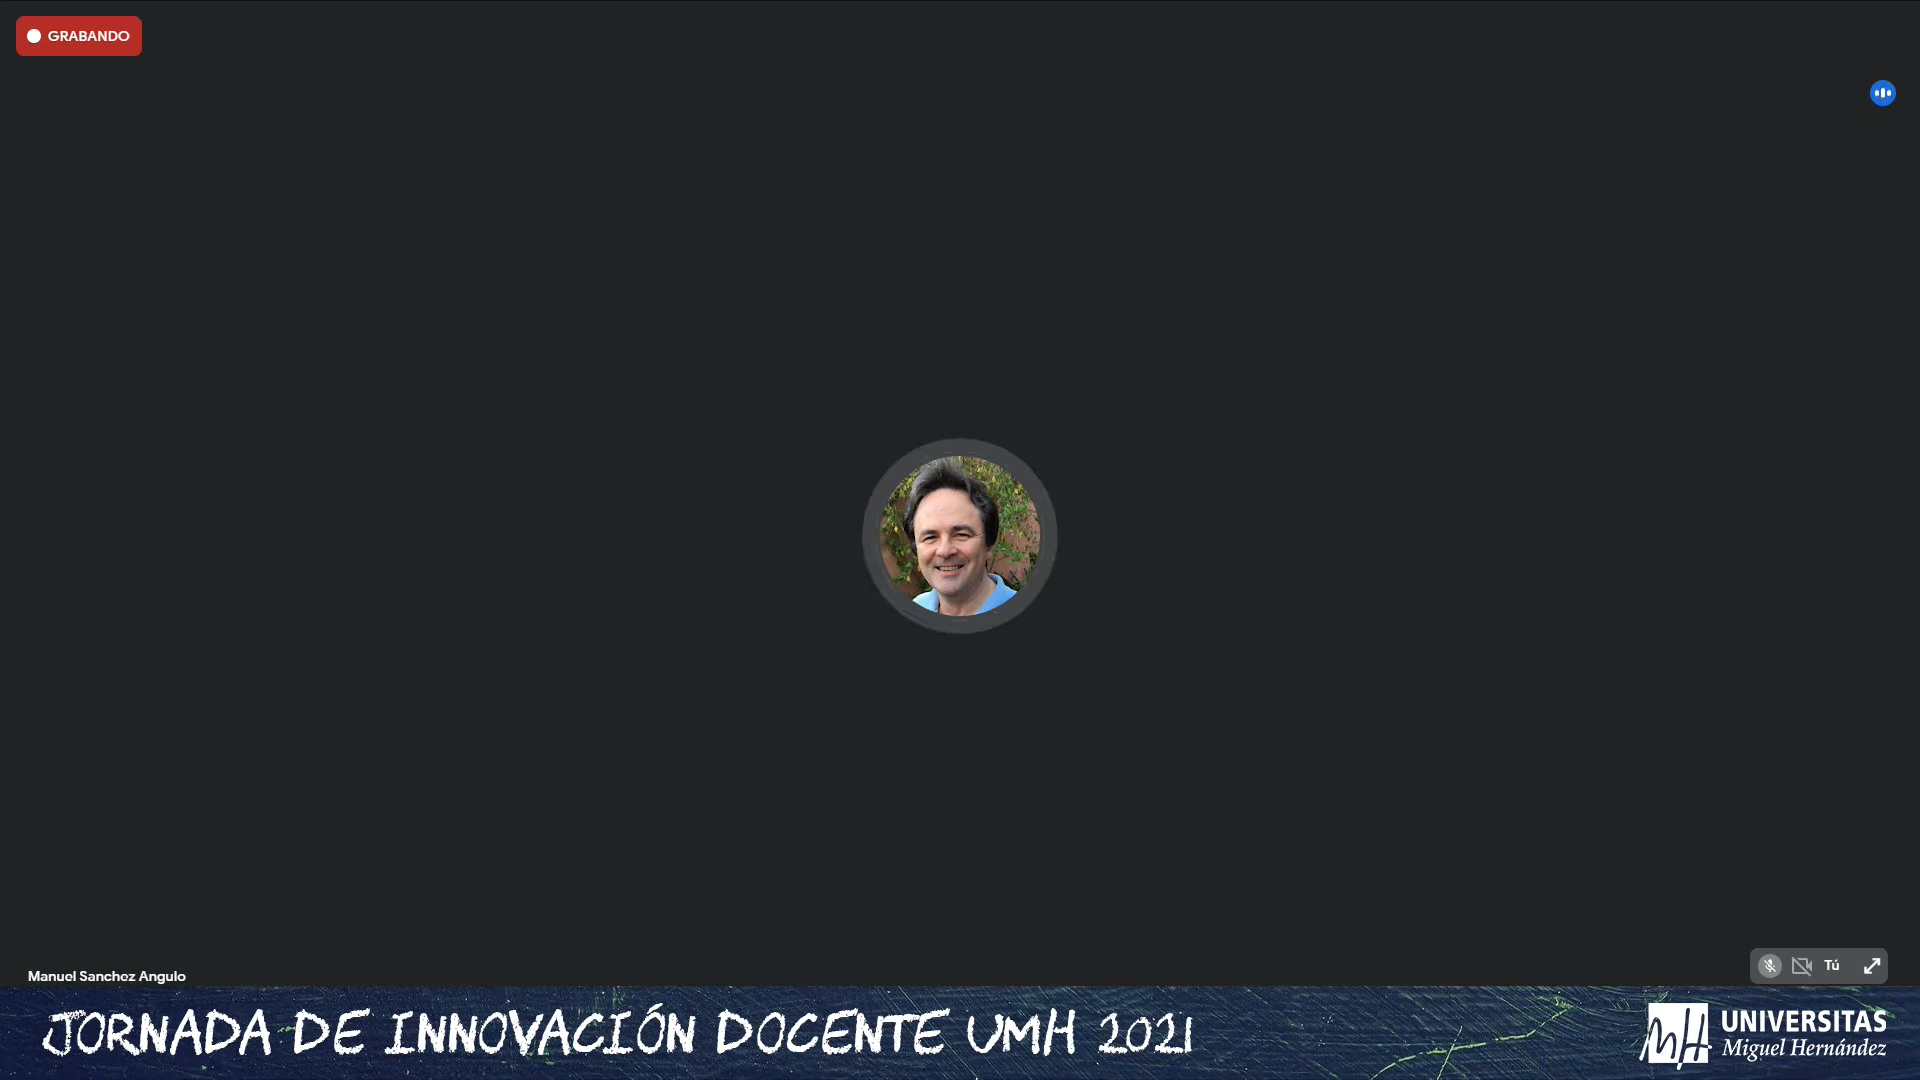 GRABANDO
Manuel Sanchez Angulo
Tú
JORNADA DE INNOVACIÓN DOCENTE UMH 2021
UNIVERSITAS
Miguel Hernández